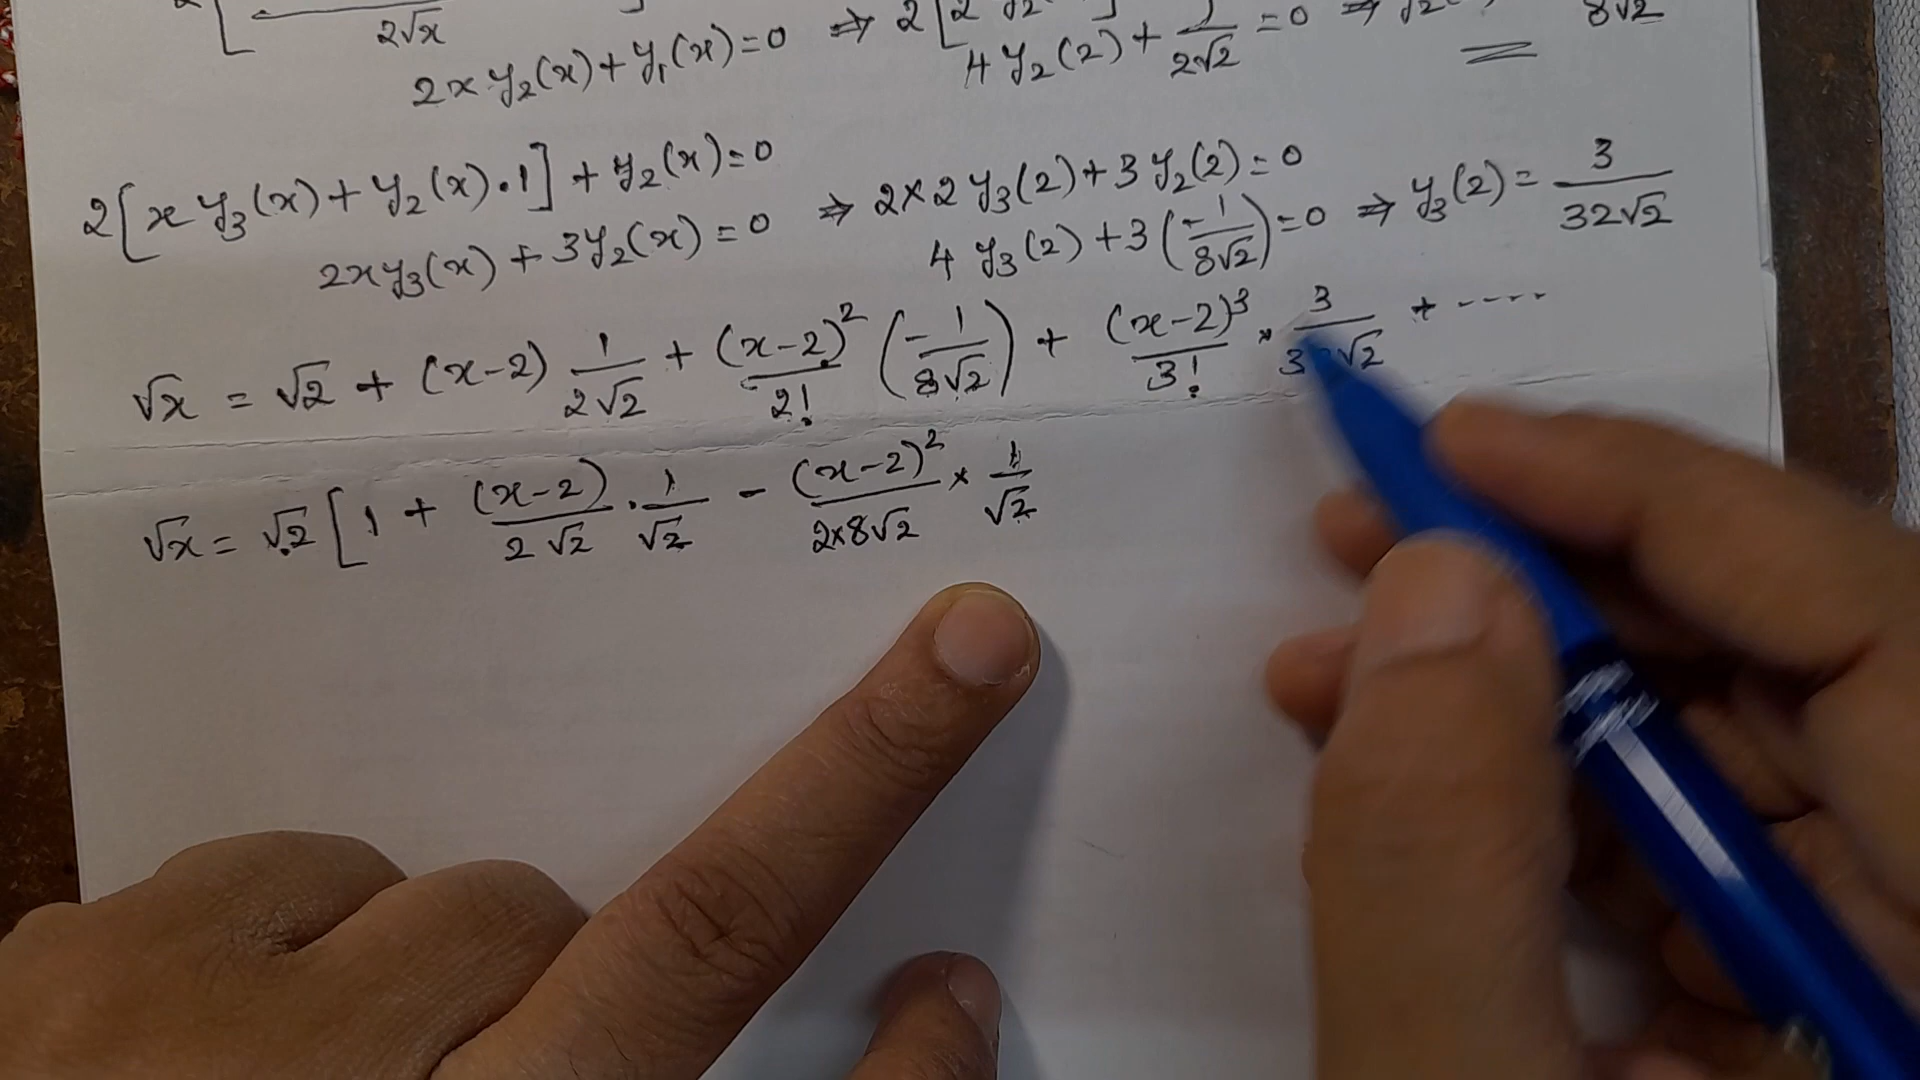 2√x
2x y₂(x) + y₁(x) = 0
4 y₂(2) + 1/2√2 = 0
8√2
2[x y₃(x) + y₂(x)·1] + y₂(x) = 0 ⇒ 2×2 y₃(2) + 3 y₂(2) = 0
2xy₃(x) + 3y₂(x) = 0
4 y₃(2) + 3(-1/8√2) = 0 ⇒ y₃(2) = 3/32√2
√x = √2 + (x-2) 1/2√2 + (x-2)²/2! (-1/8√2) + (x-2)³/3! × 3/32√2 + ----
√x = √2 [1 + (x-2)/2√2 · 1/√2 - (x-2)²/2×8√2 × 1/√2